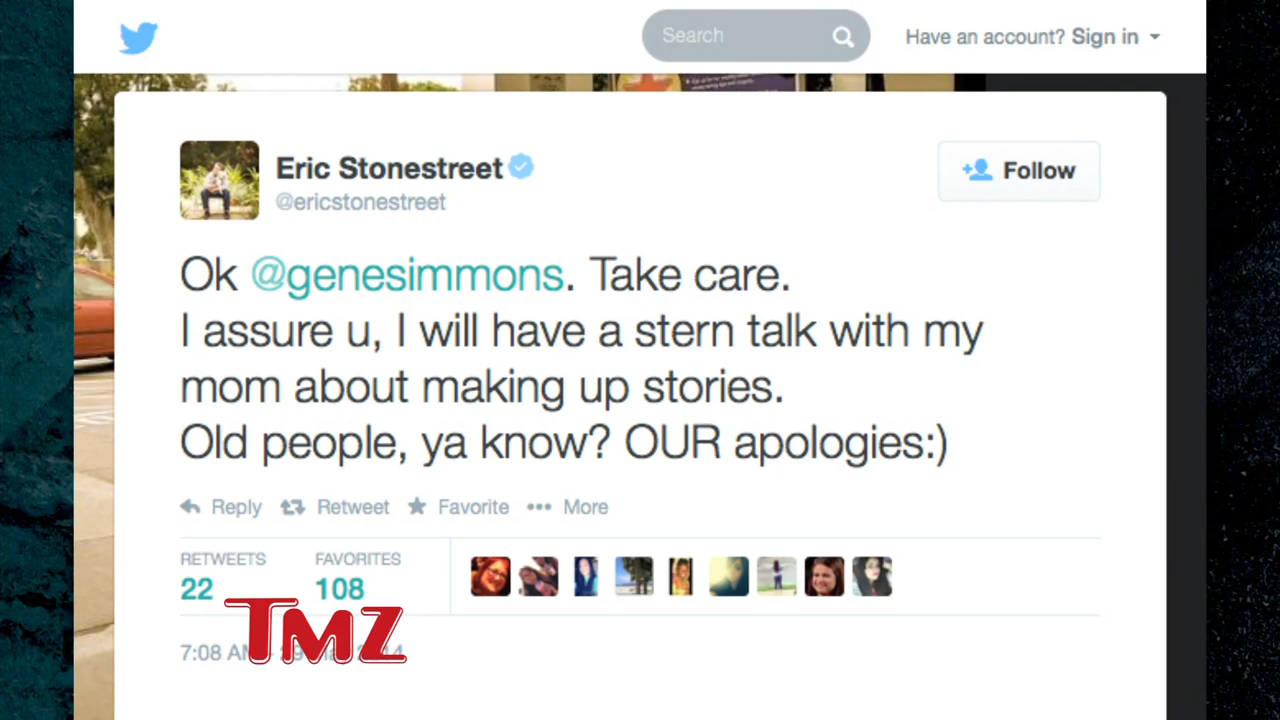 Search
Have an account? Sign in
Eric Stonestreet
@ericstonestreet
Follow
Ok @genesimmons. Take care.
I assure u, I will have a stern talk with my
mom about making up stories.
Old people, ya know? OUR apologies:)
Reply Retweet Favorite More
RETWEETS FAVORITES
22 108
TMZ
7:08